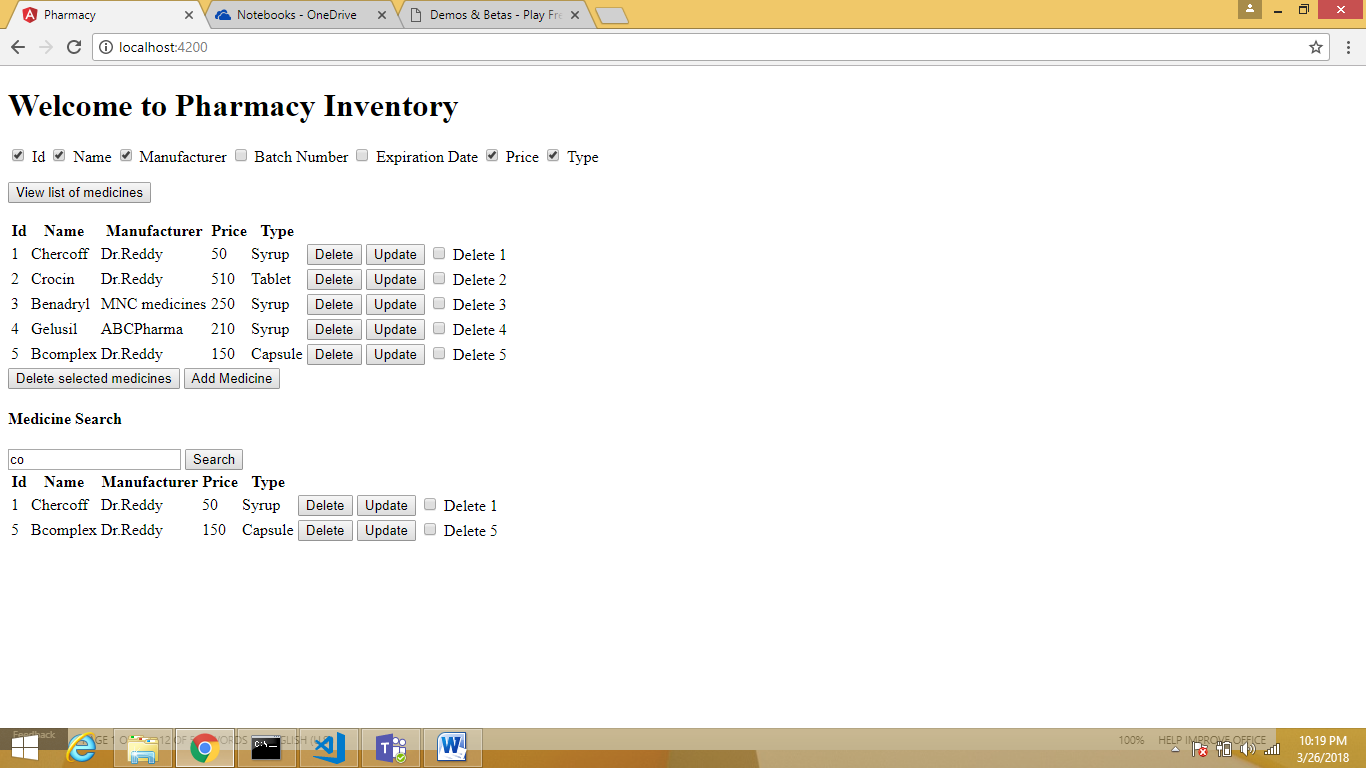 Pharmacy Notebooks - OneDrive Demos & Betas - Play Fre
localhost:4200
Welcome to Pharmacy Inventory
Id Name Manufacturer Batch Number Expiration Date Price Type
View list of medicines
Id Name Manufacturer Price Type
1 Chercoff Dr.Reddy 50 Syrup Delete Update Delete 1
2 Crocin Dr.Reddy 510 Tablet Delete Update Delete 2
3 Benadryl MNC medicines 250 Syrup Delete Update Delete 3
4 Gelusil ABCPharma 210 Syrup Delete Update Delete 4
5 Bcomplex Dr.Reddy 150 Capsule Delete Update Delete 5
Delete selected medicines Add Medicine
Medicine Search
co Search
Id Name Manufacturer Price Type
1 Chercoff Dr.Reddy 50 Syrup Delete Update Delete 1
5 Bcomplex Dr.Reddy 150 Capsule Delete Update Delete 5
Feedback
100% HELP IMPROVE OFFICE
10:19 PM
3/26/2018